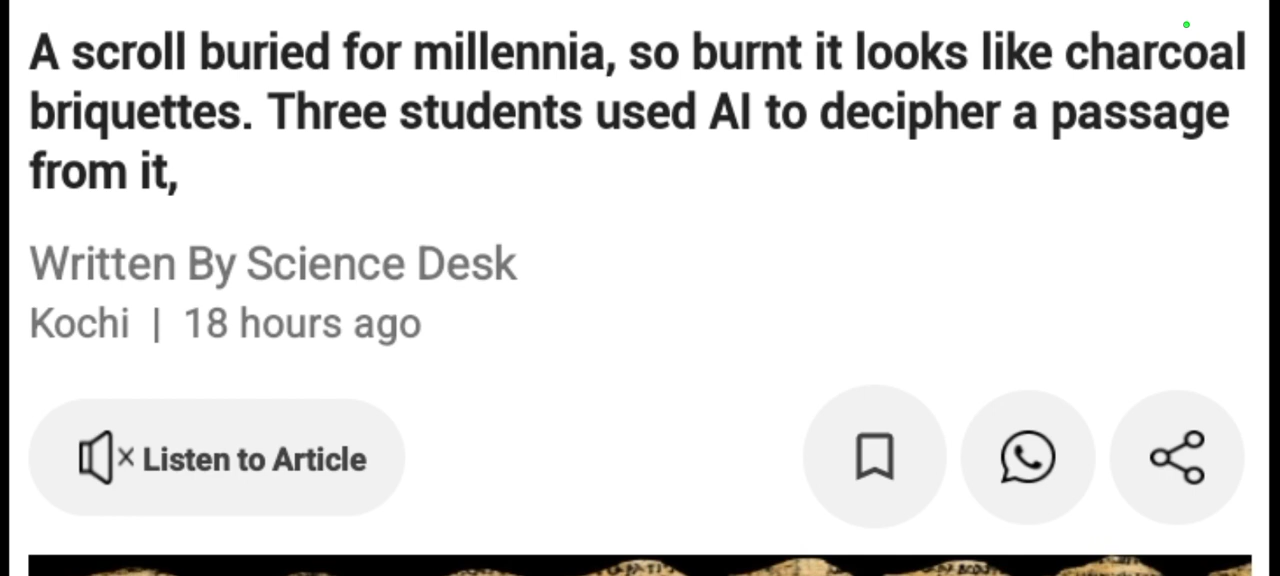 A scroll buried for millennia, so burnt it looks like charcoal
briquettes. Three students used AI to decipher a passage
from it,
Written By Science Desk
Kochi | 18 hours ago
Listen to Article